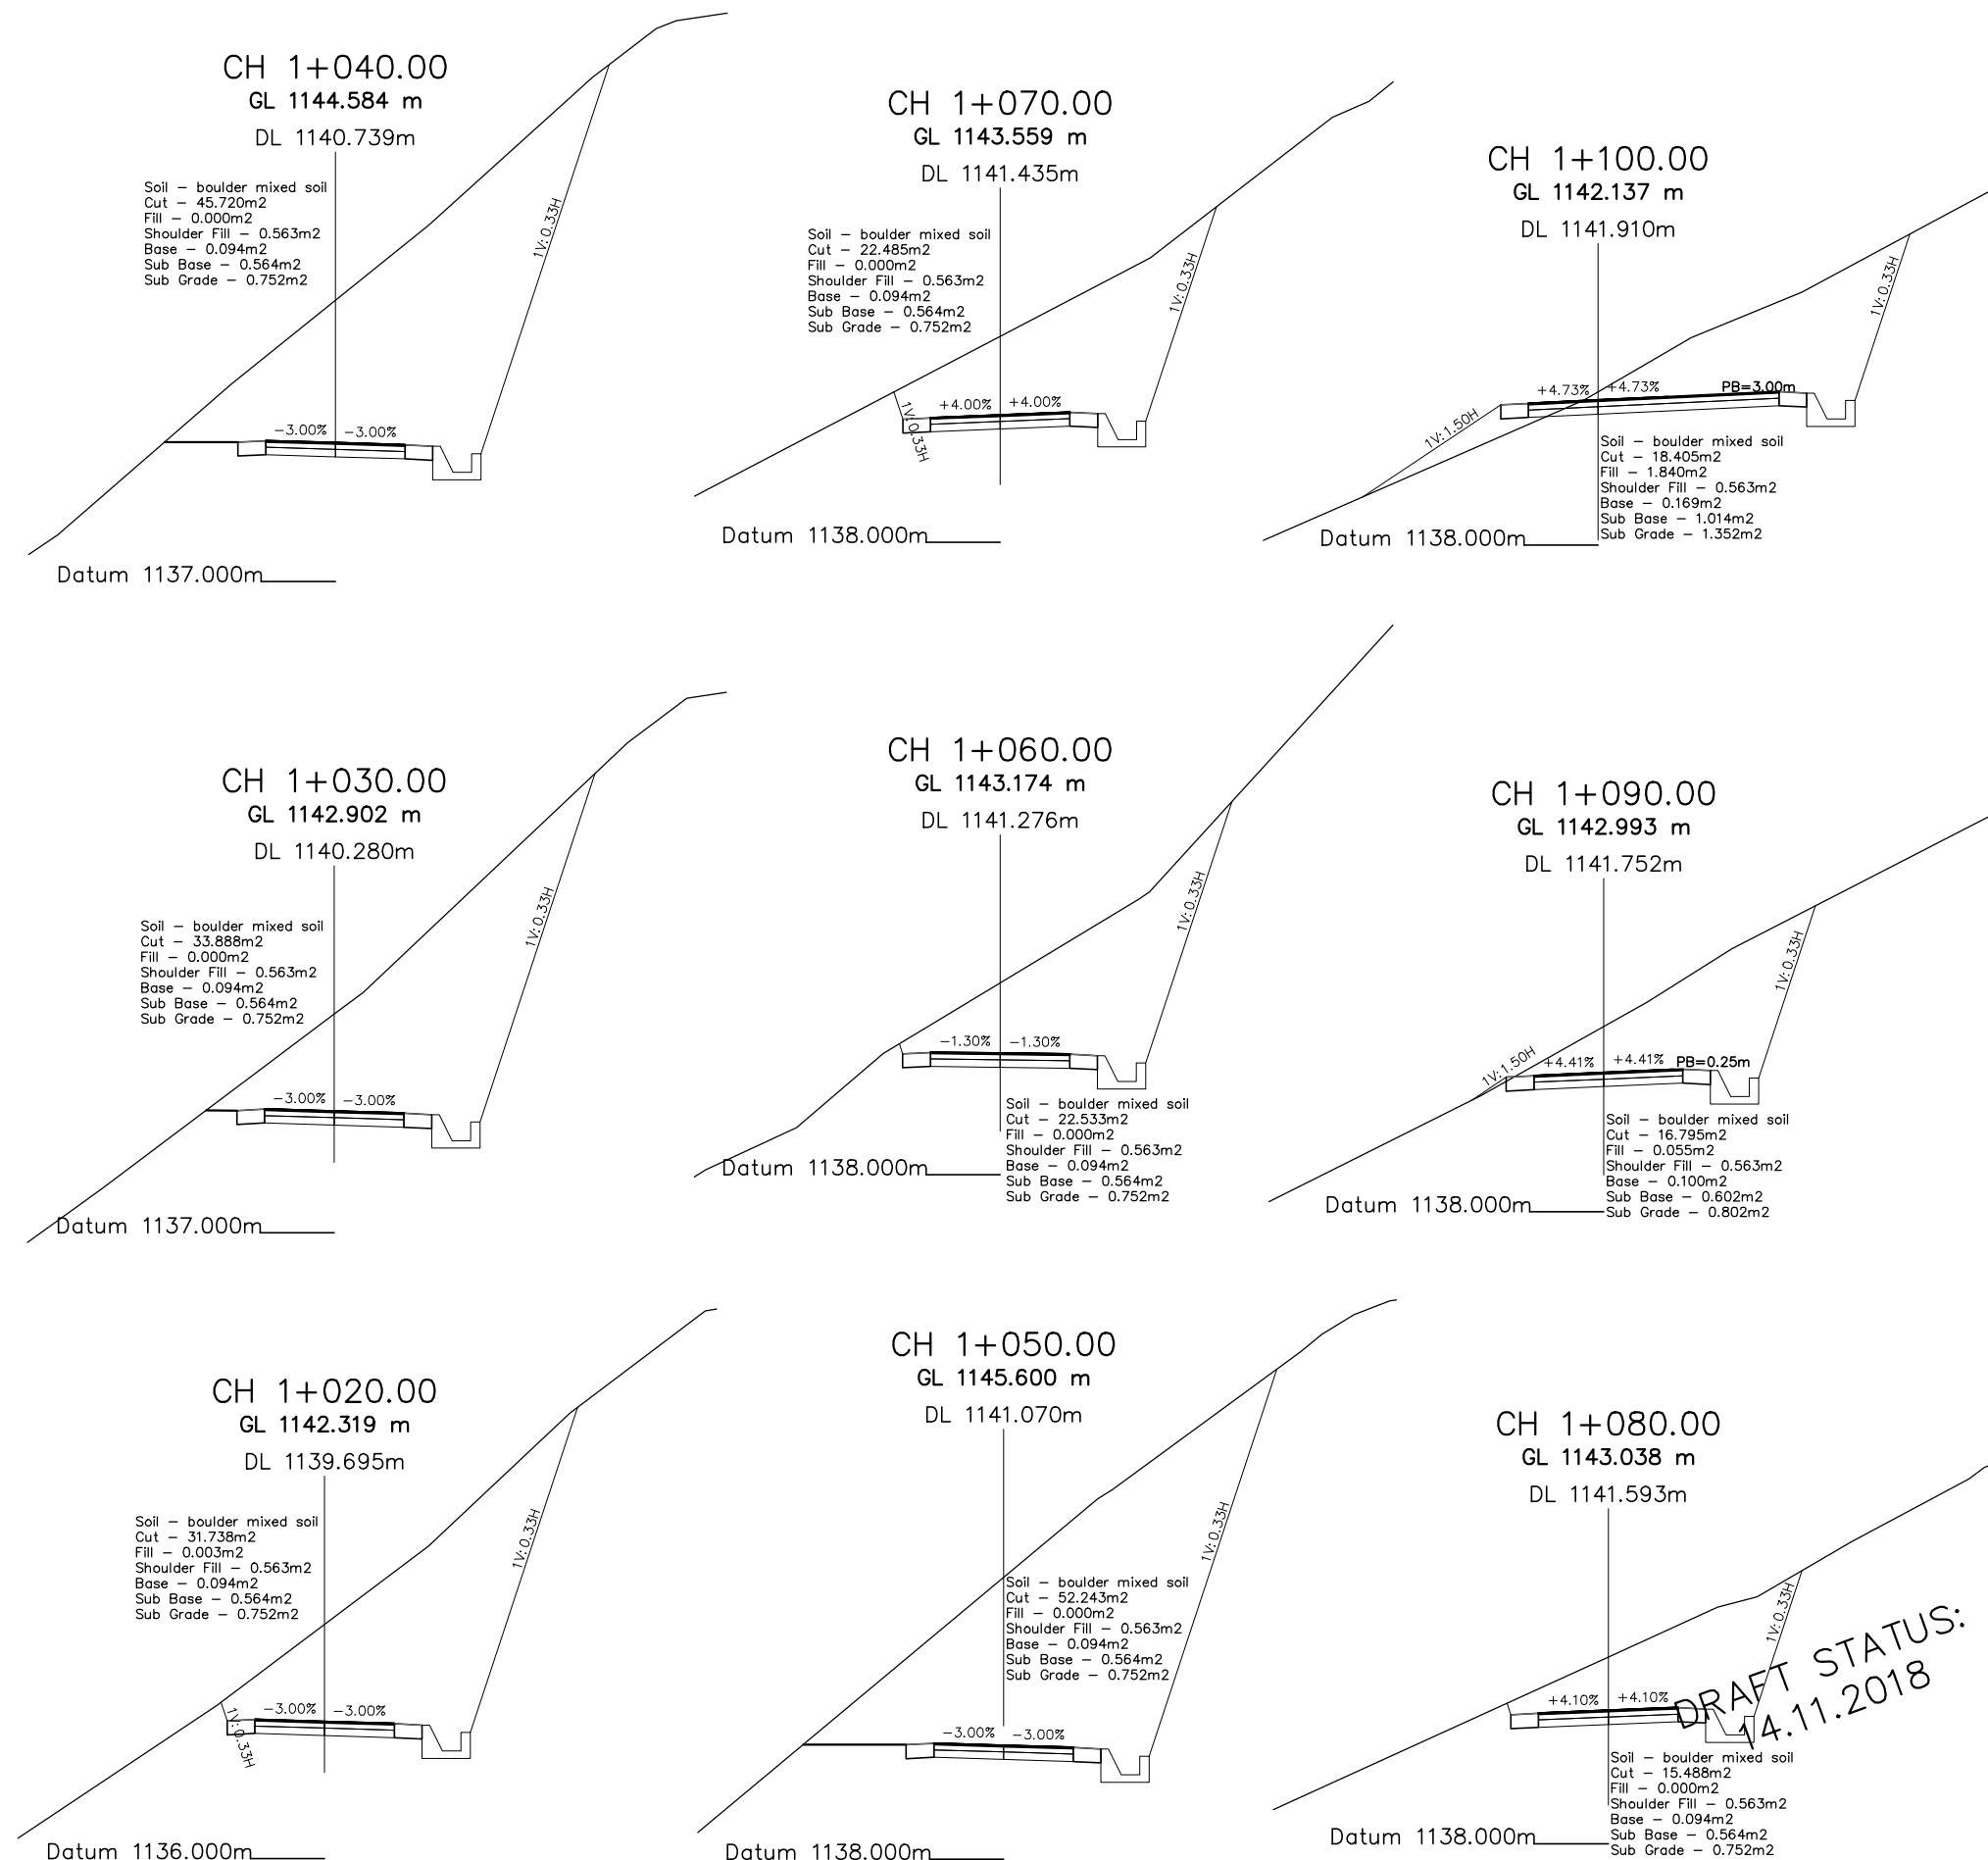 CH 1+040.00
GL 1144.584 m
DL 1140.739m
Soil - boulder mixed soil
Cut - 45.720m2
Fill - 0.000m2
Shoulder Fill - 0.563m2
Base - 0.094m2
Sub Base - 0.564m2
Sub Grade - 0.752m2
1V:0.33H
-3.00% -3.00%
Datum 1137.000m
CH 1+070.00
GL 1143.559 m
DL 1141.435m
Soil - boulder mixed soil
Cut - 22.485m2
Fill - 0.000m2
Shoulder Fill - 0.563m2
Base - 0.094m2
Sub Base - 0.564m2
Sub Grade - 0.752m2
1V:0.33H
1V:0.33H
+4.00% +4.00%
Datum 1138.000m
CH 1+100.00
GL 1142.137 m
DL 1141.910m
1V:0.33H
+4.73% +4.73% PB=3.00m
1V:1.50H
Soil - boulder mixed soil
Cut - 18.405m2
Fill - 1.840m2
Shoulder Fill - 0.563m2
Base - 0.169m2
Sub Base - 1.014m2
Sub Grade - 1.352m2
Datum 1138.000m
CH 1+030.00
GL 1142.902 m
DL 1140.280m
Soil - boulder mixed soil
Cut - 33.888m2
Fill - 0.000m2
Shoulder Fill - 0.563m2
Base - 0.094m2
Sub Base - 0.564m2
Sub Grade - 0.752m2
1V:0.33H
-3.00% -3.00%
Datum 1137.000m
CH 1+060.00
GL 1143.174 m
DL 1141.276m
1V:0.33H
-1.30% -1.30%
Soil - boulder mixed soil
Cut - 22.533m2
Fill - 0.000m2
Shoulder Fill - 0.563m2
Base - 0.094m2
Sub Base - 0.564m2
Sub Grade - 0.752m2
Datum 1138.000m
CH 1+090.00
GL 1142.993 m
DL 1141.752m
1V:0.33H
1V:1.50H
+4.41% +4.41% PB=0.25m
Soil - boulder mixed soil
Cut - 16.795m2
Fill - 0.055m2
Shoulder Fill - 0.563m2
Base - 0.100m2
Sub Base - 0.602m2
Sub Grade - 0.802m2
Datum 1138.000m
CH 1+020.00
GL 1142.319 m
DL 1139.695m
Soil - boulder mixed soil
Cut - 31.738m2
Fill - 0.003m2
Shoulder Fill - 0.563m2
Base - 0.094m2
Sub Base - 0.564m2
Sub Grade - 0.752m2
1V:0.33H
1V:0.33H
-3.00% -3.00%
Datum 1136.000m
CH 1+050.00
GL 1145.600 m
DL 1141.070m
Soil - boulder mixed soil
Cut - 52.243m2
Fill - 0.000m2
Shoulder Fill - 0.563m2
Base - 0.094m2
Sub Base - 0.564m2
Sub Grade - 0.752m2
1V:0.33H
-3.00% -3.00%
Datum 1138.000m
CH 1+080.00
GL 1143.038 m
DL 1141.593m
1V:0.33H
+4.10% +4.10%
DRAFT STATUS:
14.11.2018
Soil - boulder mixed soil
Cut - 15.488m2
Fill - 0.000m2
Shoulder Fill - 0.563m2
Base - 0.094m2
Sub Base - 0.564m2
Sub Grade - 0.752m2
Datum 1138.000m